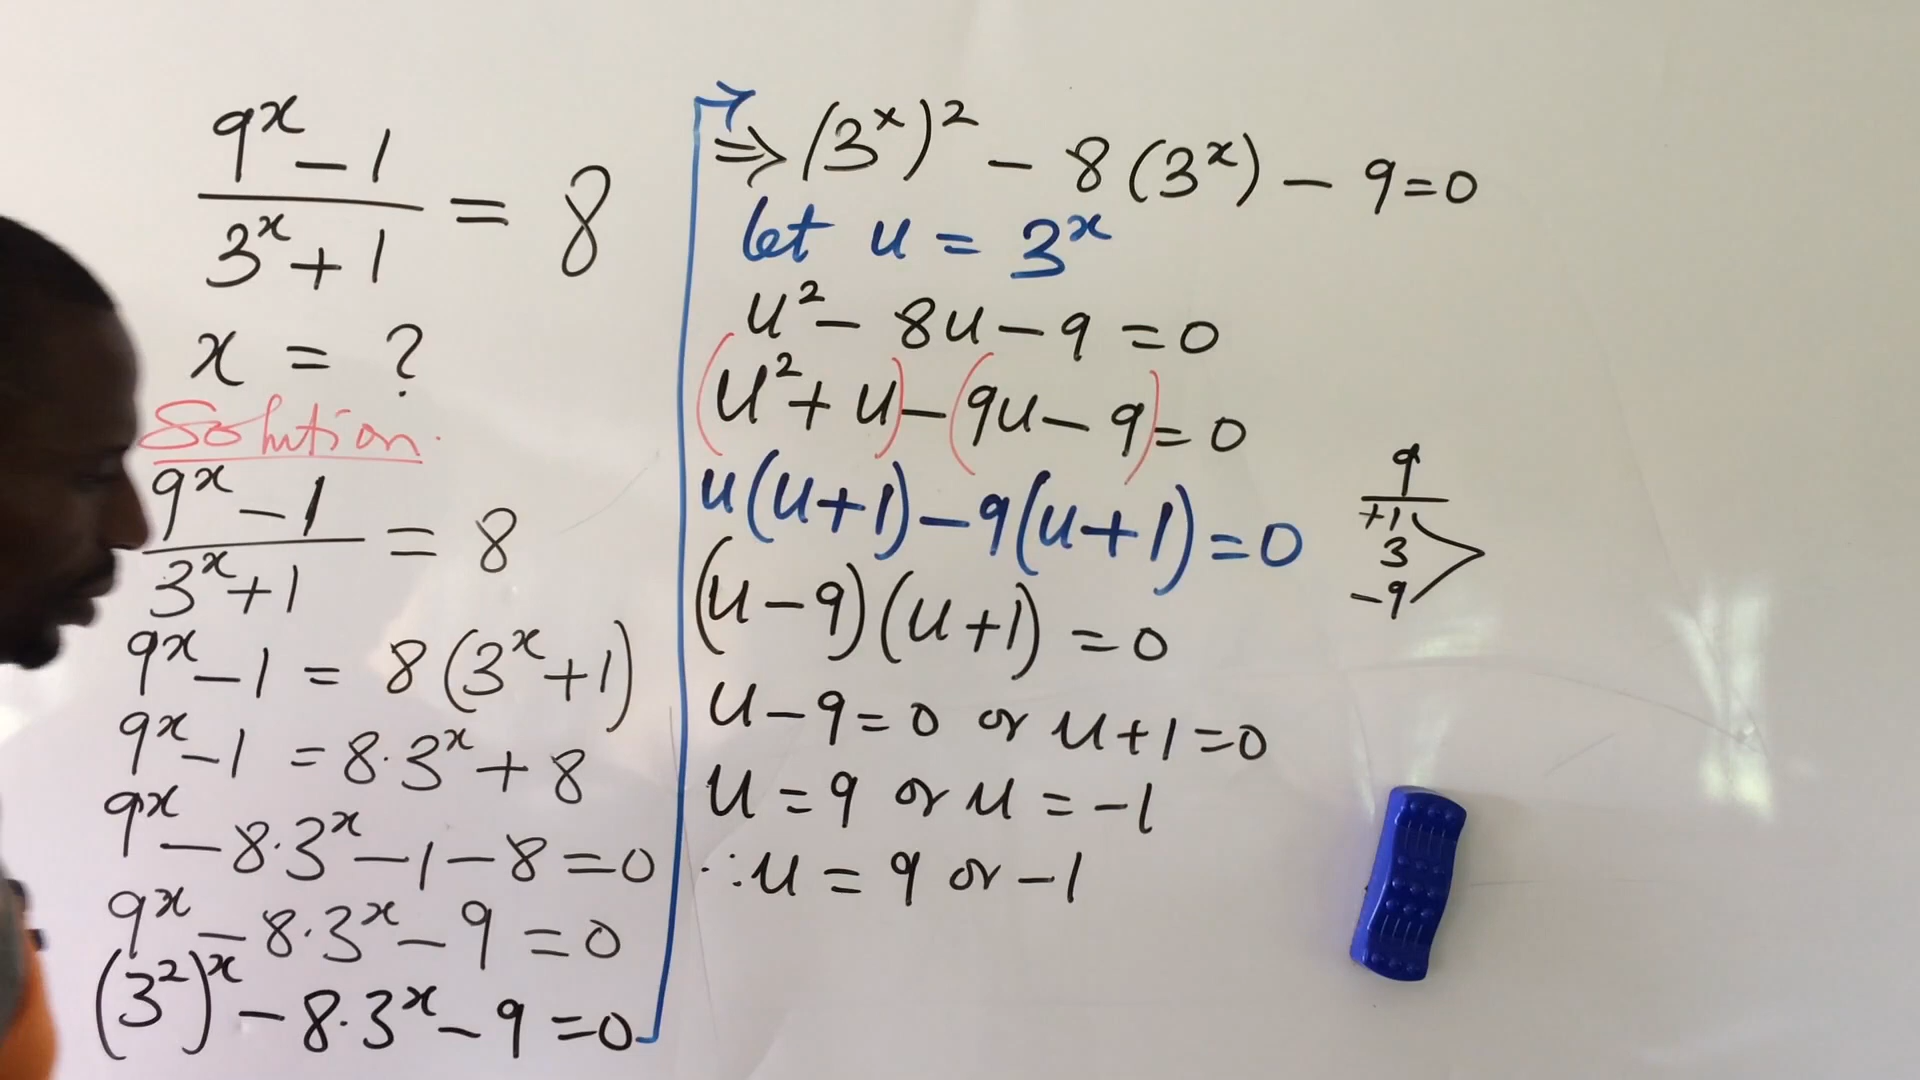 9^x - 1 / 3^x + 1 = 8
x = ?
Solution.
9^x - 1 / 3^x + 1 = 8
9^x - 1 = 8(3^x + 1)
9^x - 1 = 8·3^x + 8
9^x - 8·3^x - 1 - 8 = 0
9^x - 8·3^x - 9 = 0
(3^2)^x - 8·3^x - 9 = 0
⇒ (3^x)^2 - 8(3^x) - 9 = 0
let u = 3^x
u^2 - 8u - 9 = 0
(u^2 + u) - (9u - 9) = 0
u(u+1) - 9(u+1) = 0
(u-9)(u+1) = 0
u - 9 = 0 or u + 1 = 0
u = 9 or u = -1
∴ u = 9 or -1
9
+1
3
-9